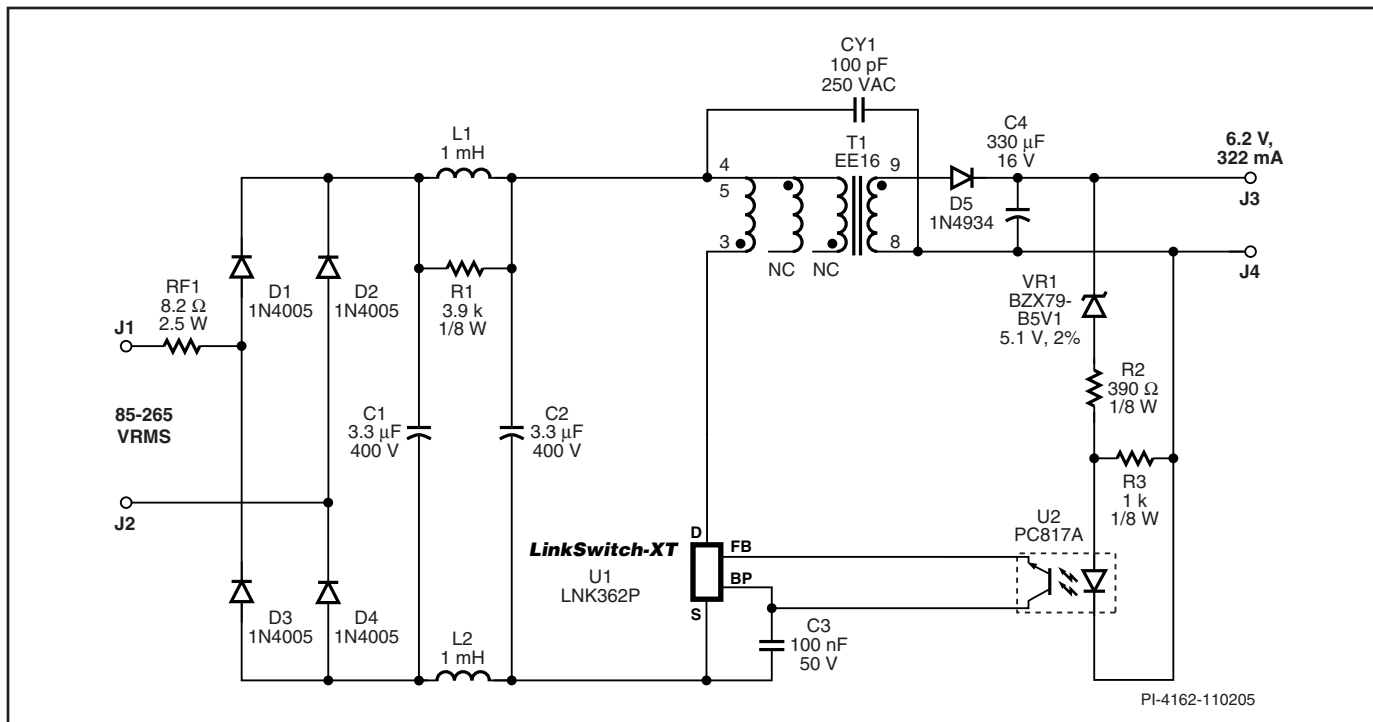 CY1
100 pF
250 VAC
L1
1 mH
4
5
3
NC
NC
T1
EE16
9
8
D5
1N4934
C4
330 µF
16 V
6.2 V,
322 mA
J3
J4
RF1
8.2 Ω
2.5 W
J1
D1
1N4005
D2
1N4005
R1
3.9 k
1/8 W
VR1
BZX79-
B5V1
5.1 V, 2%
R2
390 Ω
1/8 W
85-265
VRMS
C1
3.3 µF
400 V
C2
3.3 µF
400 V
R3
1 k
1/8 W
J2
LinkSwitch-XT
U1
LNK362P
D
FB
BP
S
U2
PC817A
D3
1N4005
D4
1N4005
L2
1 mH
C3
100 nF
50 V
PI-4162-110205